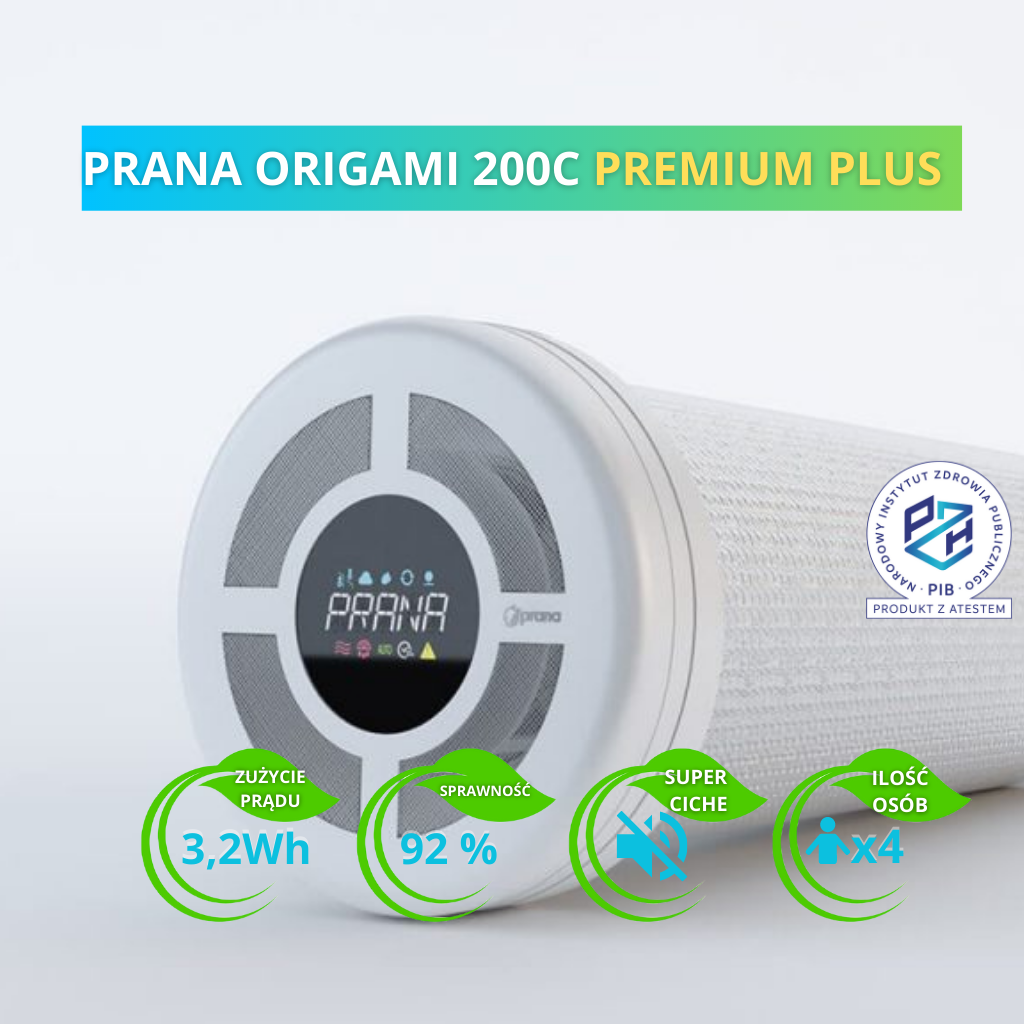 PRANA ORIGAMI 200C PREMIUM PLUS
NARODOWY INSTYTUT ZDROWIA PUBLICZNEGO
· PIB ·
PZH
PRODUKT Z ATESTEM
PRANA
prana
AUTO
ZUŻYCIE
PRĄDU
3,2Wh
SPRAWNOŚĆ
92 %
SUPER
CICHE
ILOŚĆ
OSÓB
x4